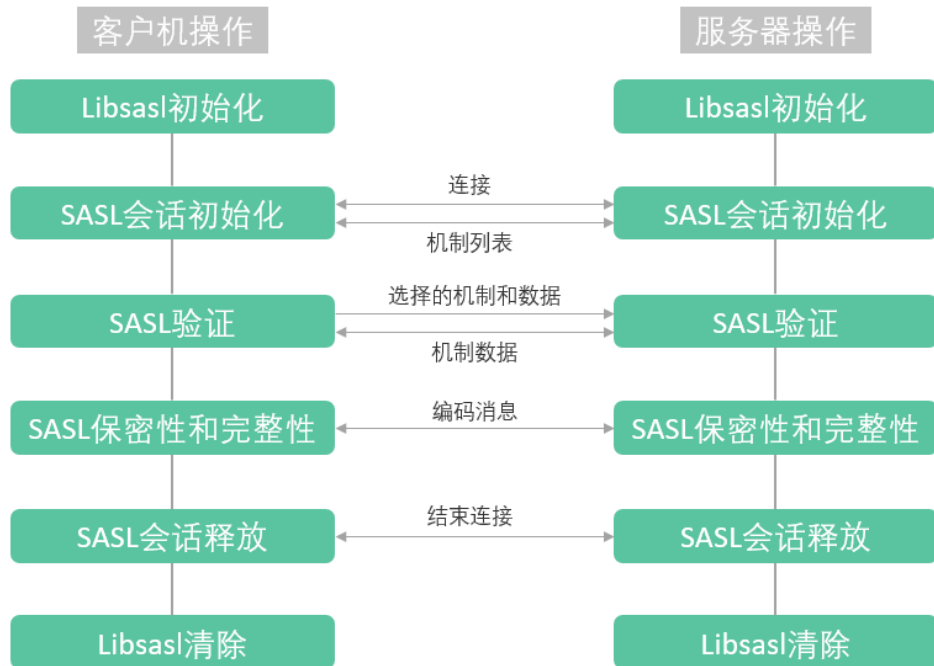 客户机操作
服务器操作
Libsasl初始化
Libsasl初始化
连接
SASL会话初始化
SASL会话初始化
机制列表
选择的机制和数据
SASL验证
SASL验证
机制数据
编码消息
SASL保密性和完整性
SASL保密性和完整性
结束连接
SASL会话释放
SASL会话释放
Libsasl清除
Libsasl清除